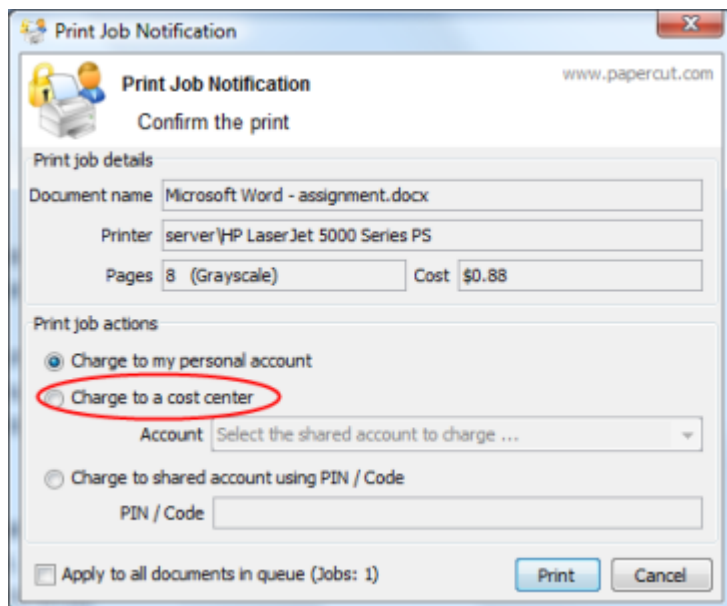 Print Job Notification
www.papercut.com
Print Job Notification
Confirm the print
Print job details
Document name Microsoft Word - assignment.docx
Printer server\HP LaserJet 5000 Series PS
Pages 8 (Grayscale) Cost $0.88
Print job actions
Charge to my personal account
Charge to a cost center
Account Select the shared account to charge ...
Charge to shared account using PIN / Code
PIN / Code
Apply to all documents in queue (Jobs: 1) Print Cancel